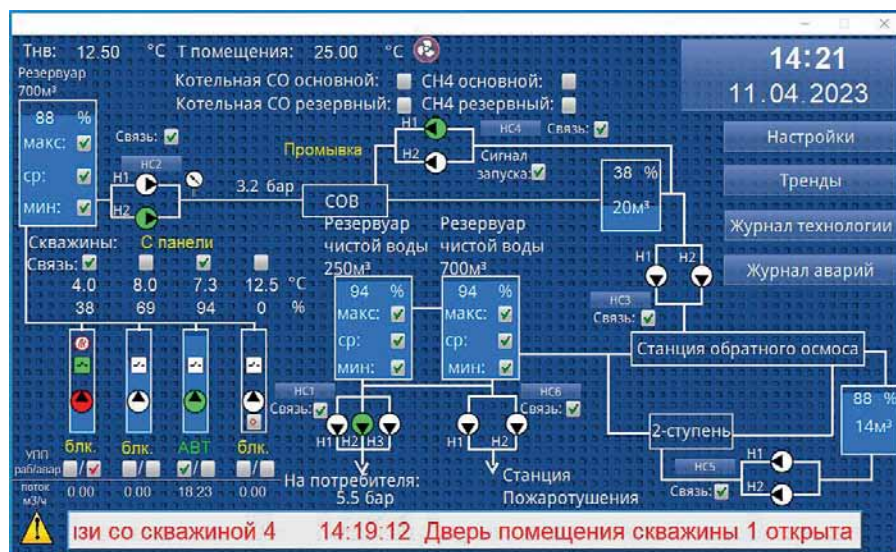 Tнв: 12.50 °C Т помещения: 25.00 °C
14:21
11.04.2023
Резервуар
700м³
Котельная СО основной: CH4 основной:
Котельная СО резервный: CH4 резервный:
88 %
макс:
ср:
мин:
Связь:
НС2
Н1
Н2
3.2 бар
Промывка
Н1
Н2
НС4
Связь:
Сигнал
запуска:
СОВ
38 %
20м³
Настройки
Тренды
Журнал технологии
Журнал аварий
Скважины: С панели
Связь:
4.0 8.0 7.3 12.5 °C
38 69 94 0 %
Резервуар
чистой воды
250м³
94 %
макс:
ср:
мин:
Резервуар
чистой воды
700м³
94 %
макс:
ср:
мин:
Н1 Н2
НС3
Связь:
Станция обратного осмоса
НС1
Связь:
Н1 Н2 Н3
НС6
Связь:
Н1 Н2
88 %
14м³
2-ступень
НС5
Связь:
Н1
Н2
блк. блк. АВТ блк.
УПП
раб/авар / / / /
поток
м3/ч
0.00 0.00 18.23 0.00
На потребителя:
5.5 бар
Станция
Пожаротушения
ззи со скважиной 4 14:19:12 Дверь помещения скважины 1 открыта